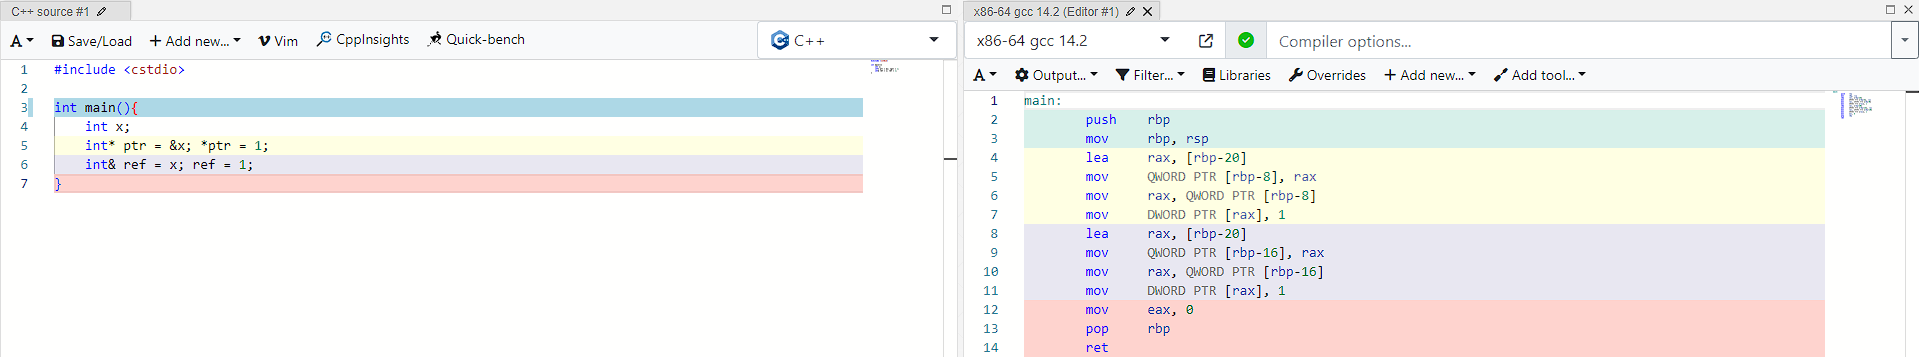 C++ source #1
A Save/Load + Add new... Vim CppInsights Quick-bench C++
1 #include <cstdio>
2
3 int main(){
4     int x;
5     int* ptr = &x; *ptr = 1;
6     int& ref = x; ref = 1;
7 }
x86-64 gcc 14.2 (Editor #1)
x86-64 gcc 14.2 Compiler options...
A Output... Filter... Libraries Overrides + Add new... Add tool...
1 main:
2         push    rbp
3         mov     rbp, rsp
4         lea     rax, [rbp-20]
5         mov     QWORD PTR [rbp-8], rax
6         mov     rax, QWORD PTR [rbp-8]
7         mov     DWORD PTR [rax], 1
8         lea     rax, [rbp-20]
9         mov     QWORD PTR [rbp-16], rax
10         mov     rax, QWORD PTR [rbp-16]
11         mov     DWORD PTR [rax], 1
12         mov     eax, 0
13         pop     rbp
14         ret